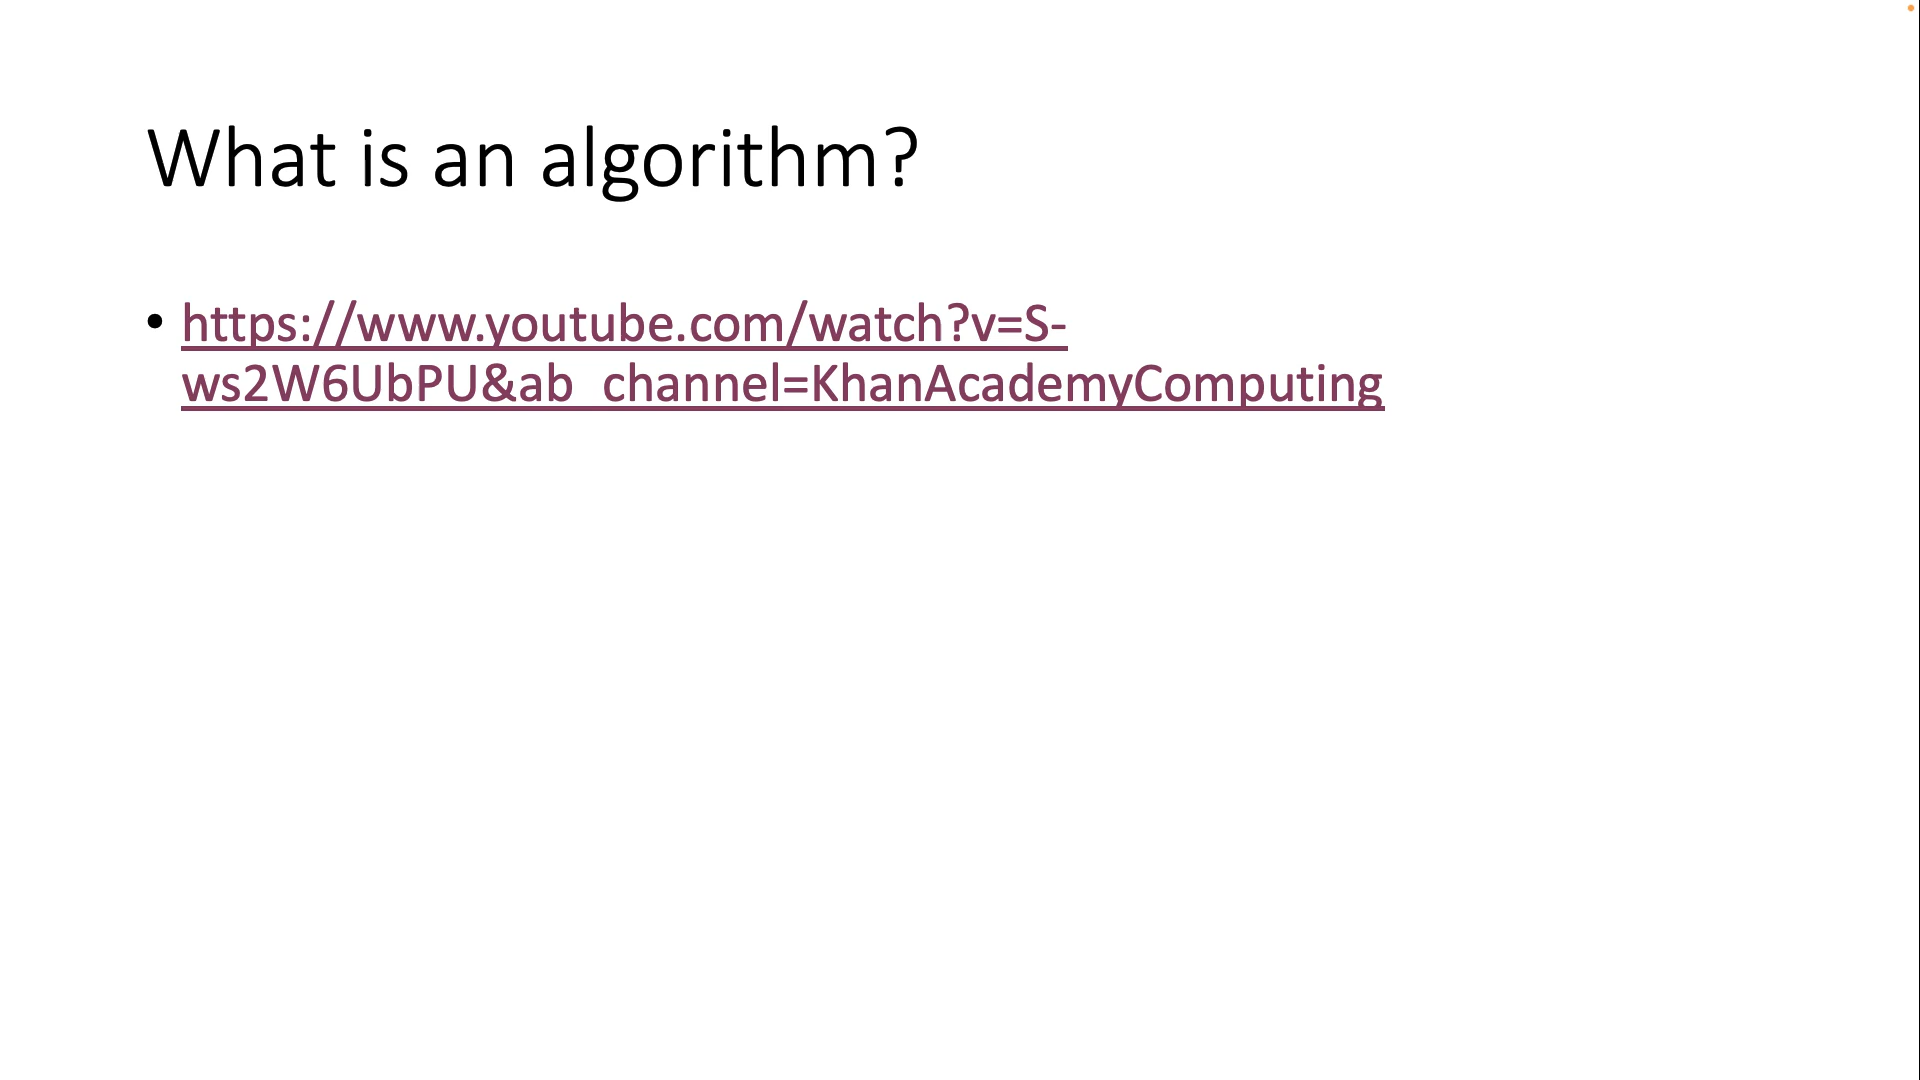 What is an algorithm?
• https://www.youtube.com/watch?v=S-
ws2W6UbPU&ab_channel=KhanAcademyComputing